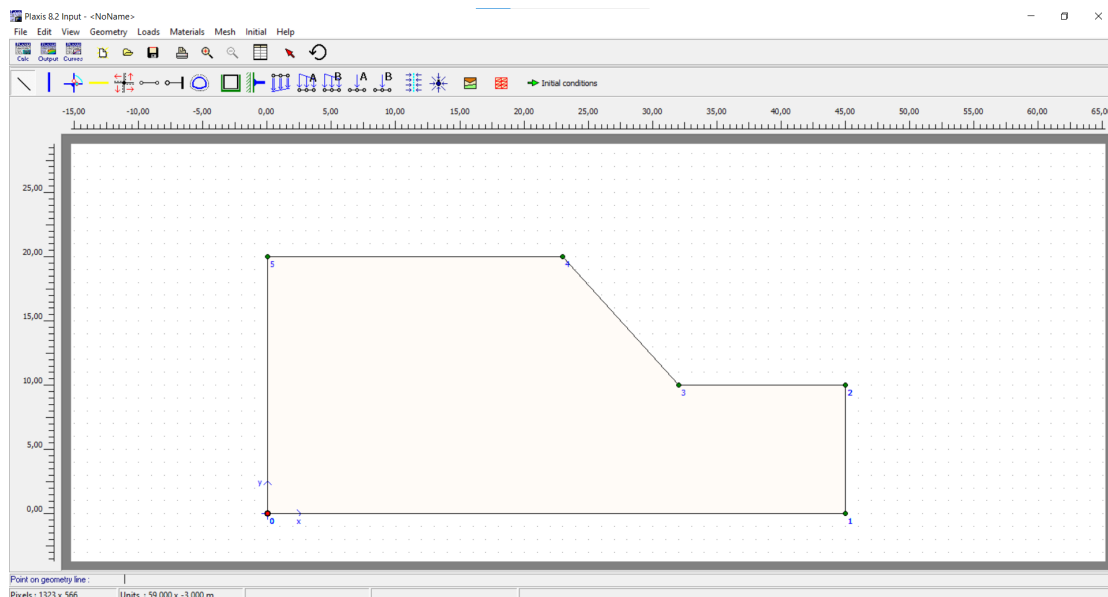 Plaxis 8.2 Input - <NoName>
File Edit View Geometry Loads Materials Mesh Initial Help
Calc Output Curves
A B A B Initial conditions
-15,00 -10,00 -5,00 0,00 5,00 10,00 15,00 20,00 25,00 30,00 35,00 40,00 45,00 50,00 55,00 60,00 65,0
25,00
20,00
5 4
15,00
10,00
3 2
5,00
y
0,00
0 x 1
Point on geometry line :
Pixels : 1323 x 566 Units : 59,000 x -3,000 m